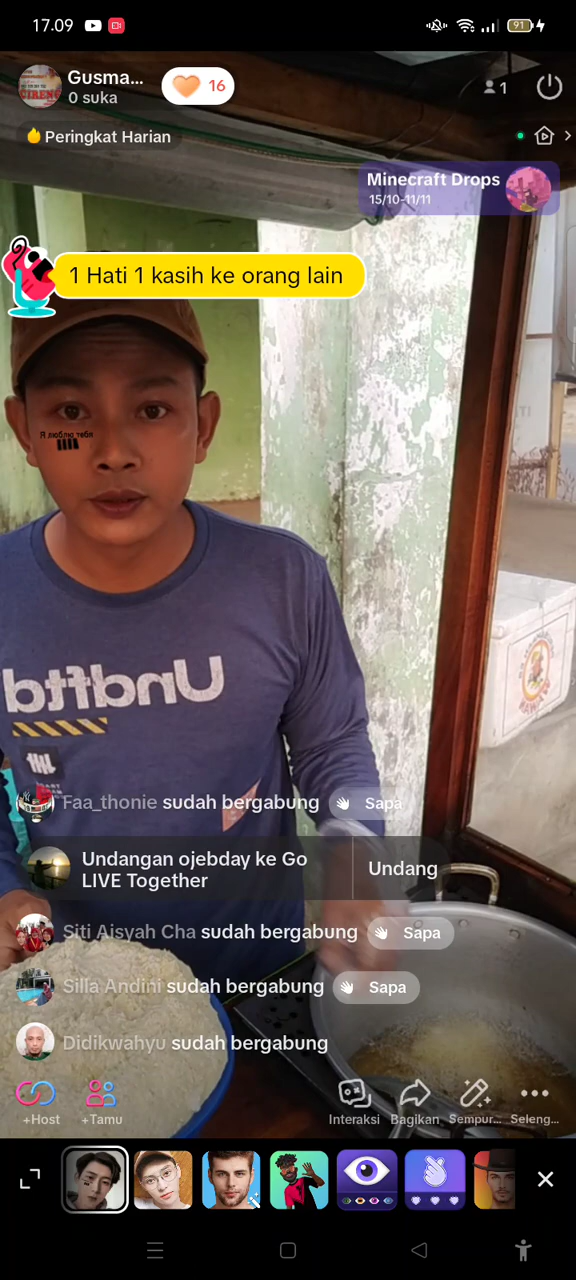 17.09
91
Gusma...
0 suka
16
1
Peringkat Harian
Minecraft Drops
15/10-11/11
1 Hati 1 kasih ke orang lain
Я люблю тебя
Undftd
Faa_thonie sudah bergabung
Sapa
Undangan ojebday ke Go
LIVE Together
Undang
Siti Aisyah Cha sudah bergabung
Sapa
Silla Andini sudah bergabung
Sapa
Didikwahyu sudah bergabung
+Host
+Tamu
Interaksi
Bagikan
Sempur...
Seleng...